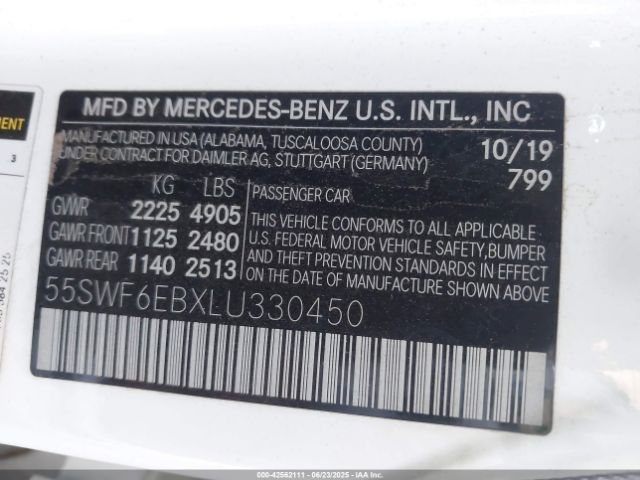 MFD BY MERCEDES-BENZ U.S. INTL., INC
MANUFACTURED IN USA (ALABAMA, TUSCALOOSA COUNTY)
UNDER CONTRACT FOR DAIMLER AG, STUTTGART (GERMANY)
10/19
799
KG LBS
GVWR 2225 4905
GAWR FRONT 1125 2480
GAWR REAR 1140 2513
PASSENGER CAR
THIS VEHICLE CONFORMS TO ALL APPLICABLE
U.S. FEDERAL MOTOR VEHICLE SAFETY,BUMPER
AND THEFT PREVENTION STANDARDS IN EFFECT
ON THE DATE OF MANUFACTURE SHOWN ABOVE.
55SWF6EBXLU330450
3
000-42562111 - 06/23/2025 - IAAI.COM